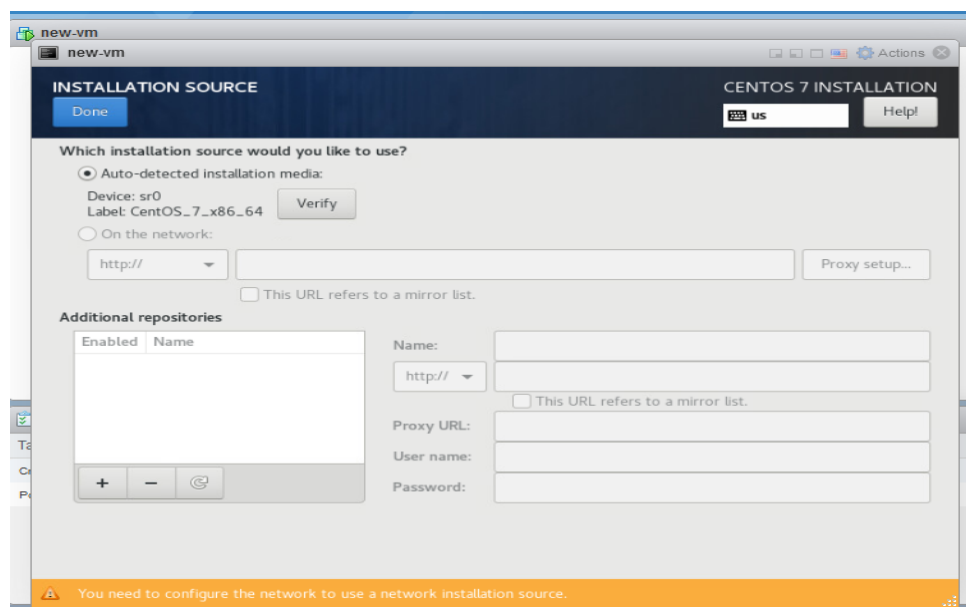 new-vm
new-vm
Actions
INSTALLATION SOURCE
CENTOS 7 INSTALLATION
Done
us
Help!
Which installation source would you like to use?
Auto-detected installation media:
Device: sr0
Label: CentOS_7_x86_64
Verify
On the network:
http://
Proxy setup...
This URL refers to a mirror list.
Additional repositories
Enabled Name
Name:
http://
This URL refers to a mirror list.
Proxy URL:
User name:
Password:
You need to configure the network to use a network installation source.